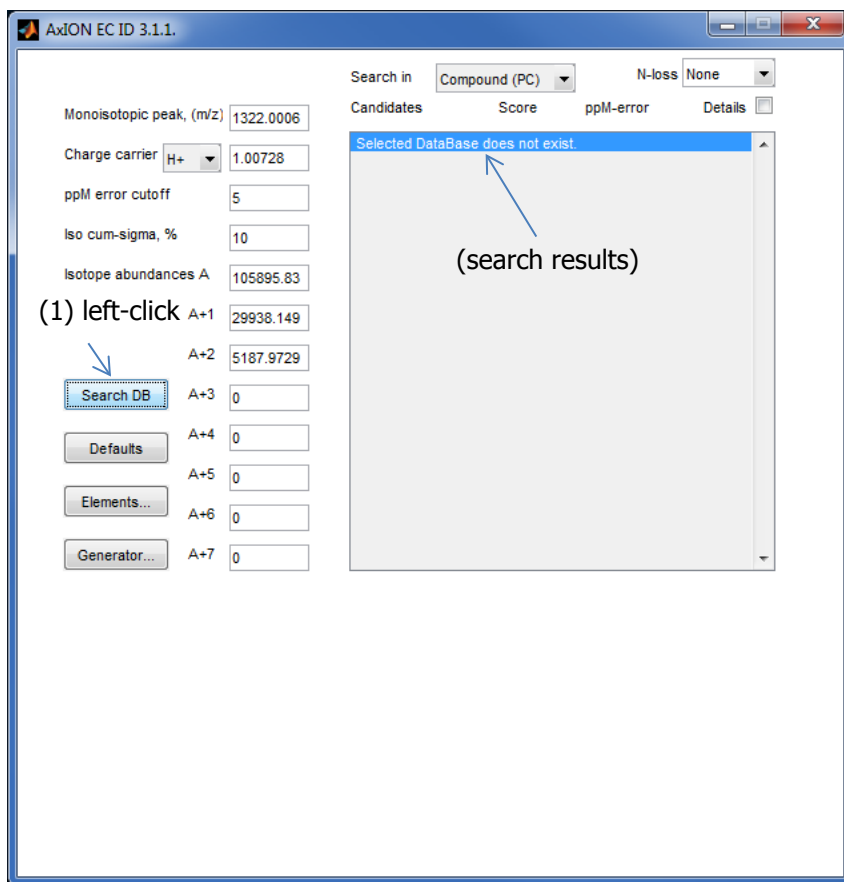 AxION EC ID 3.1.1.
Search in Compound (PC) N-loss None
Candidates Score ppM-error Details
Monoisotopic peak, (m/z) 1322.0006
Selected DataBase does not exist.
Charge carrier H+ 1.00728
ppM error cutoff 5
Iso cum-sigma, % 10
(search results)
Isotope abundances A 105895.83
(1) left-click A+1 29938.149
A+2 5187.9729
Search DB A+3 0
Defaults A+4 0
A+5 0
Elements... A+6 0
Generator... A+7 0